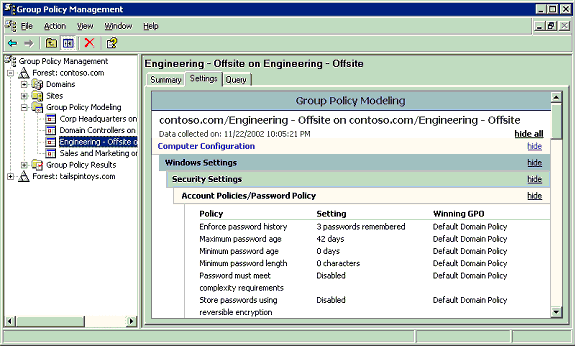 Group Policy Management
File Action View Window Help
Group Policy Management
Forest: contoso.com
Domains
Sites
Group Policy Modeling
Corp Headquarters on
Domain Controllers on
Engineering - Offsite o
Sales and Marketing on
Group Policy Results
Forest: tailspintoys.com
Engineering - Offsite on Engineering - Offsite
Summary Settings Query
Group Policy Modeling
contoso.com/Engineering - Offsite on contoso.com/Engineering - Offsite
Data collected on: 11/22/2002 10:05:21 PM hide all
Computer Configuration hide
Windows Settings hide
Security Settings hide
Account Policies/Password Policy hide
Policy Setting Winning GPO
Enforce password history 3 passwords remembered Default Domain Policy
Maximum password age 42 days Default Domain Policy
Minimum password age 0 days Default Domain Policy
Minimum password length 0 characters Default Domain Policy
Password must meet Disabled Default Domain Policy
complexity requirements
Store passwords using Disabled Default Domain Policy
reversible encryption